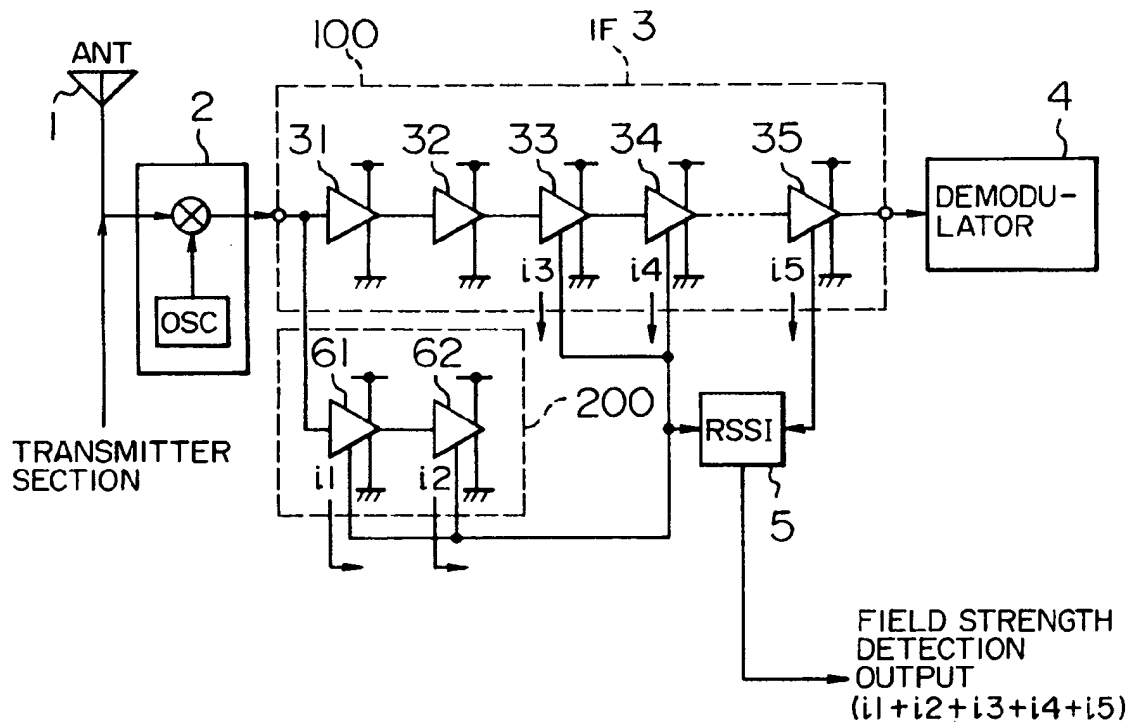 ANT
1
2
100
IF 3
4
31
32
33
34
35
DEMODU-
LATOR
OSC
i3
i4
i5
61
62
200
RSSI
5
i1
i2
TRANSMITTER
SECTION
FIELD STRENGTH
DETECTION
OUTPUT
(i1+i2+i3+i4+i5)